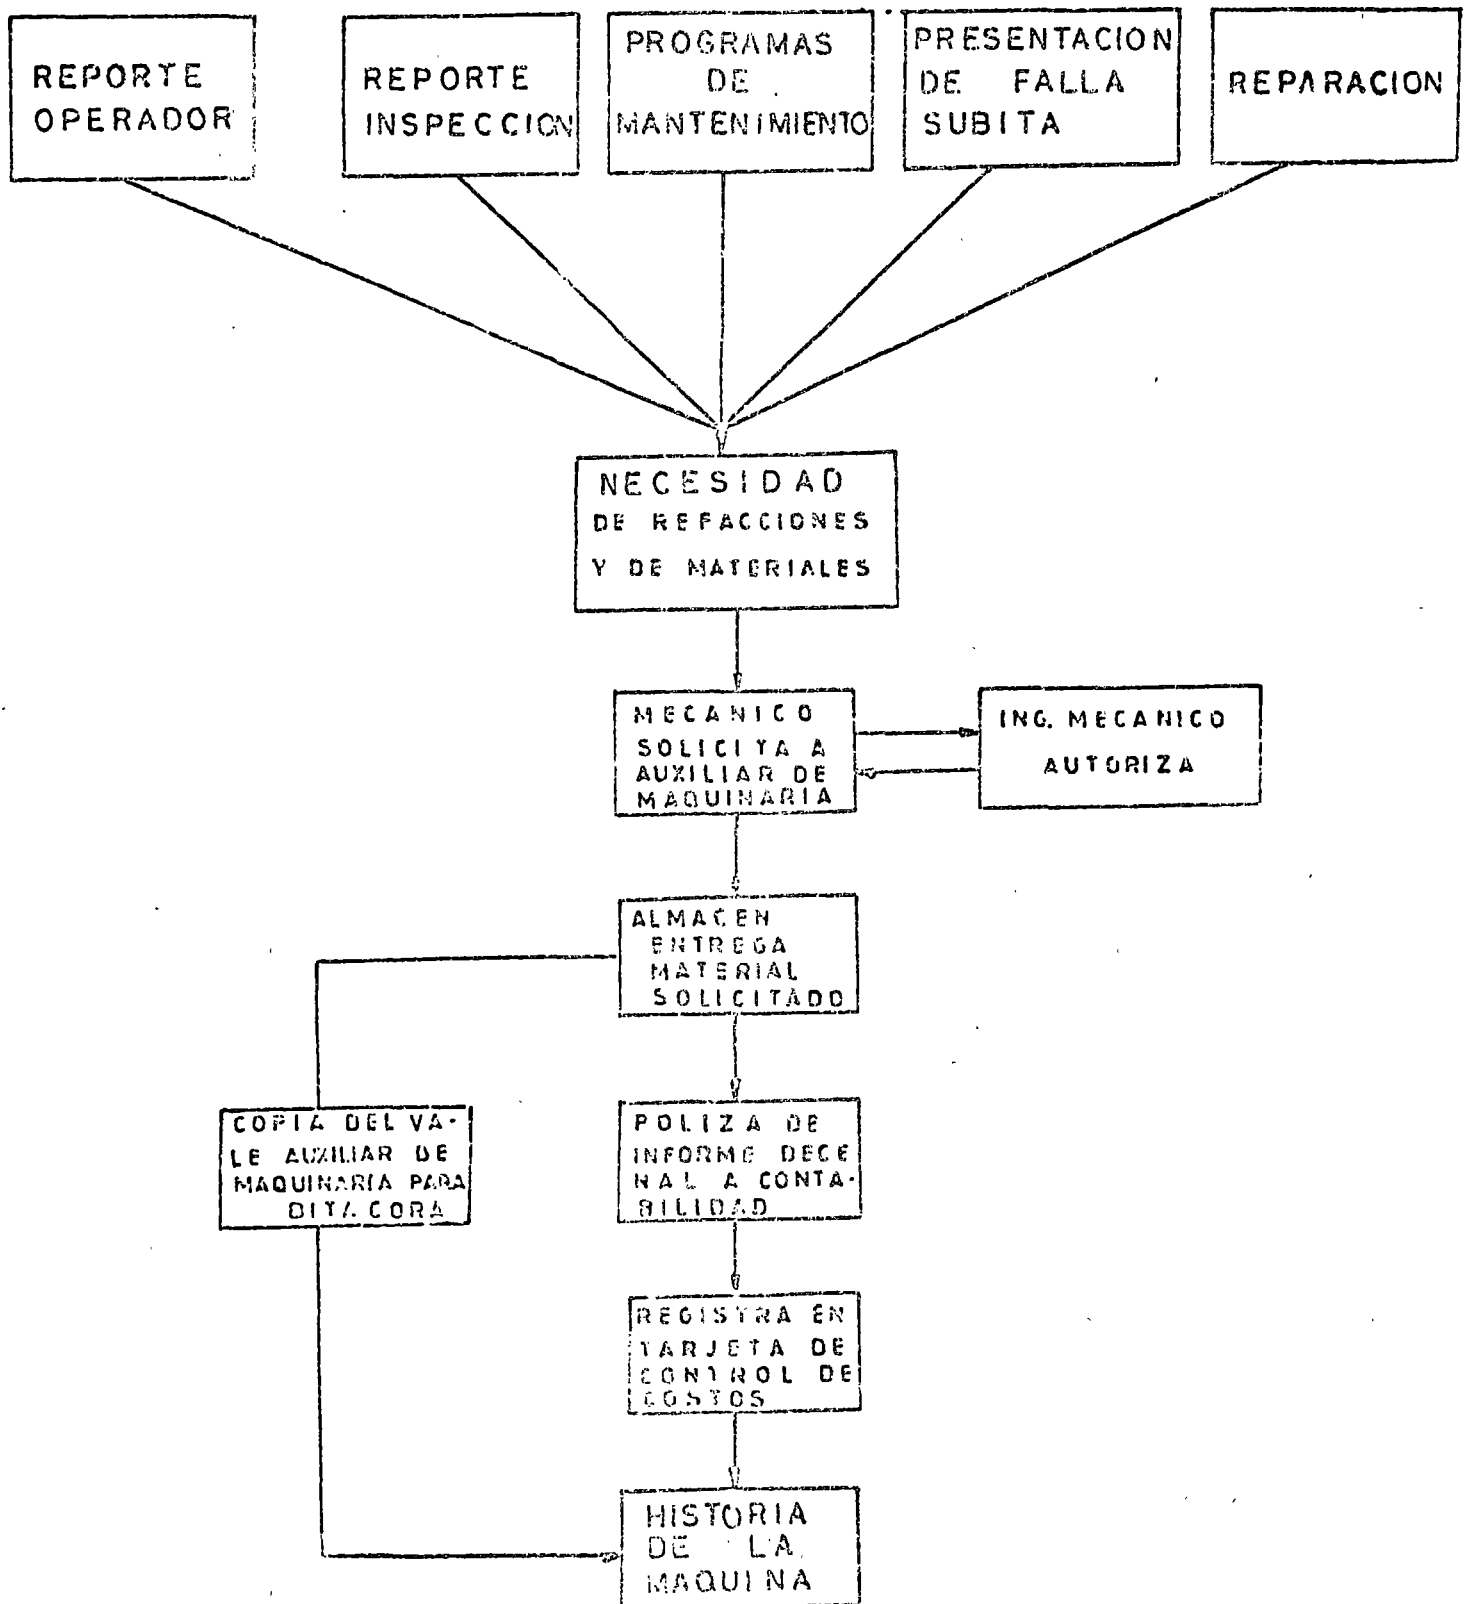 REPORTE
OPERADOR
REPORTE
INSPECCION
PROGRAMAS
DE
MANTENIMIENTO
PRESENTACION
DE FALLA
SUBITA
REPARACION
NECESIDAD
DE REFACCIONES
Y DE MATERIALES
MECANICO
SOLICITA A
AUXILIAR DE
MAQUINARIA
ING. MECANICO
AUTORIZA
ALMACEN
ENTREGA
MATERIAL
SOLICITADO
COPIA DEL VA-
LE AUXILIAR DE
MAQUINARIA PARA
BITACORA
POLIZA DE
INFORME DECE
NAL A CONTA-
BILIDAD
REGISTRA EN
TARJETA DE
CONTROL DE
COSTOS
HISTORIA
DE LA
MAQUINA